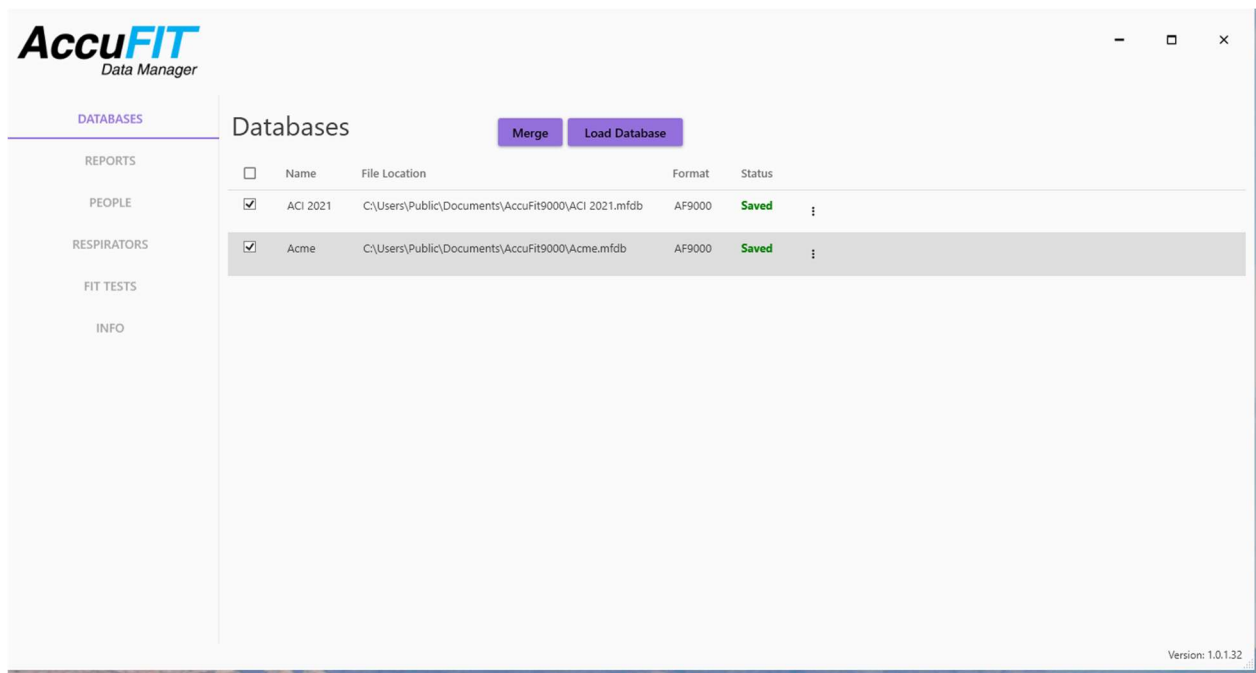 AccuFIT
Data Manager
DATABASES
REPORTS
PEOPLE
RESPIRATORS
FIT TESTS
INFO
Databases
Merge
Load Database
Name File Location Format Status
ACI 2021 C:\Users\Public\Documents\AccuFit9000\ACI 2021.mfdb AF9000 Saved
Acme C:\Users\Public\Documents\AccuFit9000\Acme.mfdb AF9000 Saved
Version: 1.0.1.32